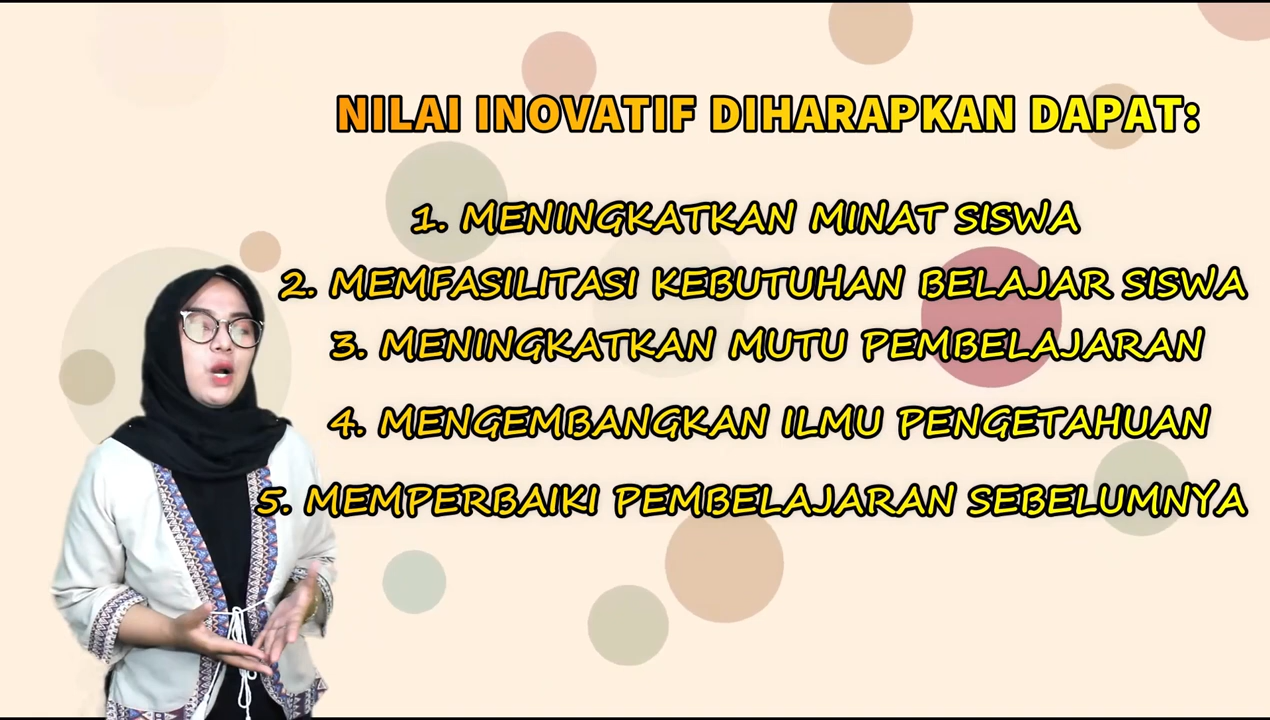 NILAI INOVATIF DIHARAPKAN DAPAT:
1. MENINGKATKAN MINAT SISWA
2. MEMFASILITASI KEBUTUHAN BELAJAR SISWA
3. MENINGKATKAN MUTU PEMBELAJARAN
4. MENGEMBANGKAN ILMU PENGETAHUAN
5. MEMPERBAIKI PEMBELAJARAN SEBELUMNYA